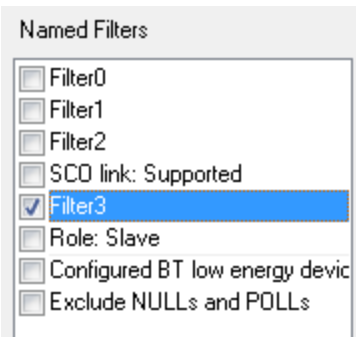 Named Filters
Filter0
Filter1
Filter2
SCO link: Supported
Filter3
Role: Slave
Configured BT low energy devic
Exclude NULLs and POLLs